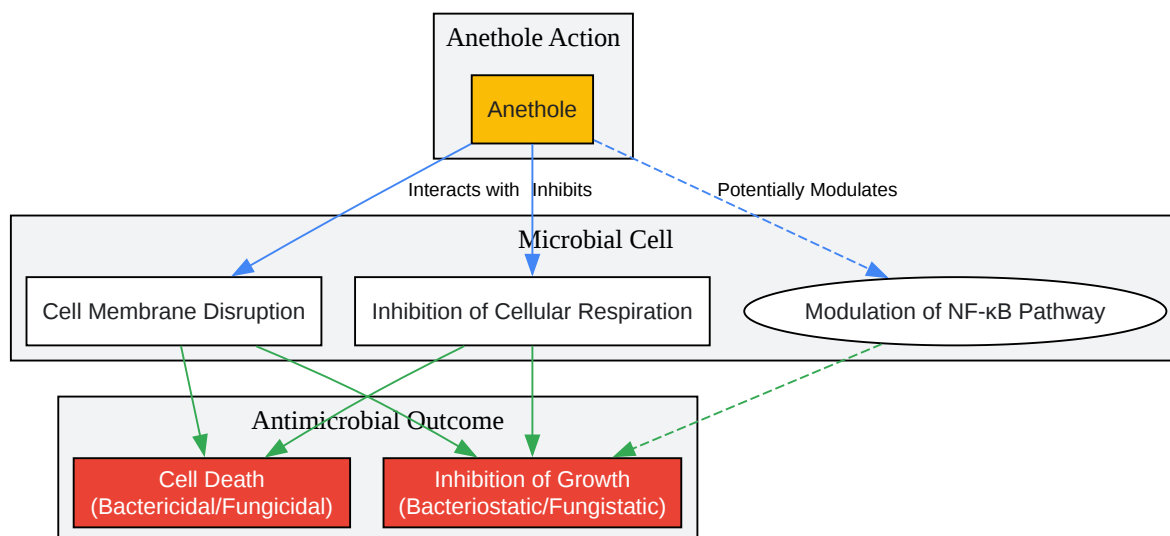 Anethole Action
Anethole
Interacts with
Inhibits
Potentially Modulates
Microbial Cell
Cell Membrane Disruption
Inhibition of Cellular Respiration
Modulation of NF-κB Pathway
Antimicrobial Outcome
Cell Death
(Bactericidal/Fungicidal)
Inhibition of Growth
(Bacteriostatic/Fungistatic)